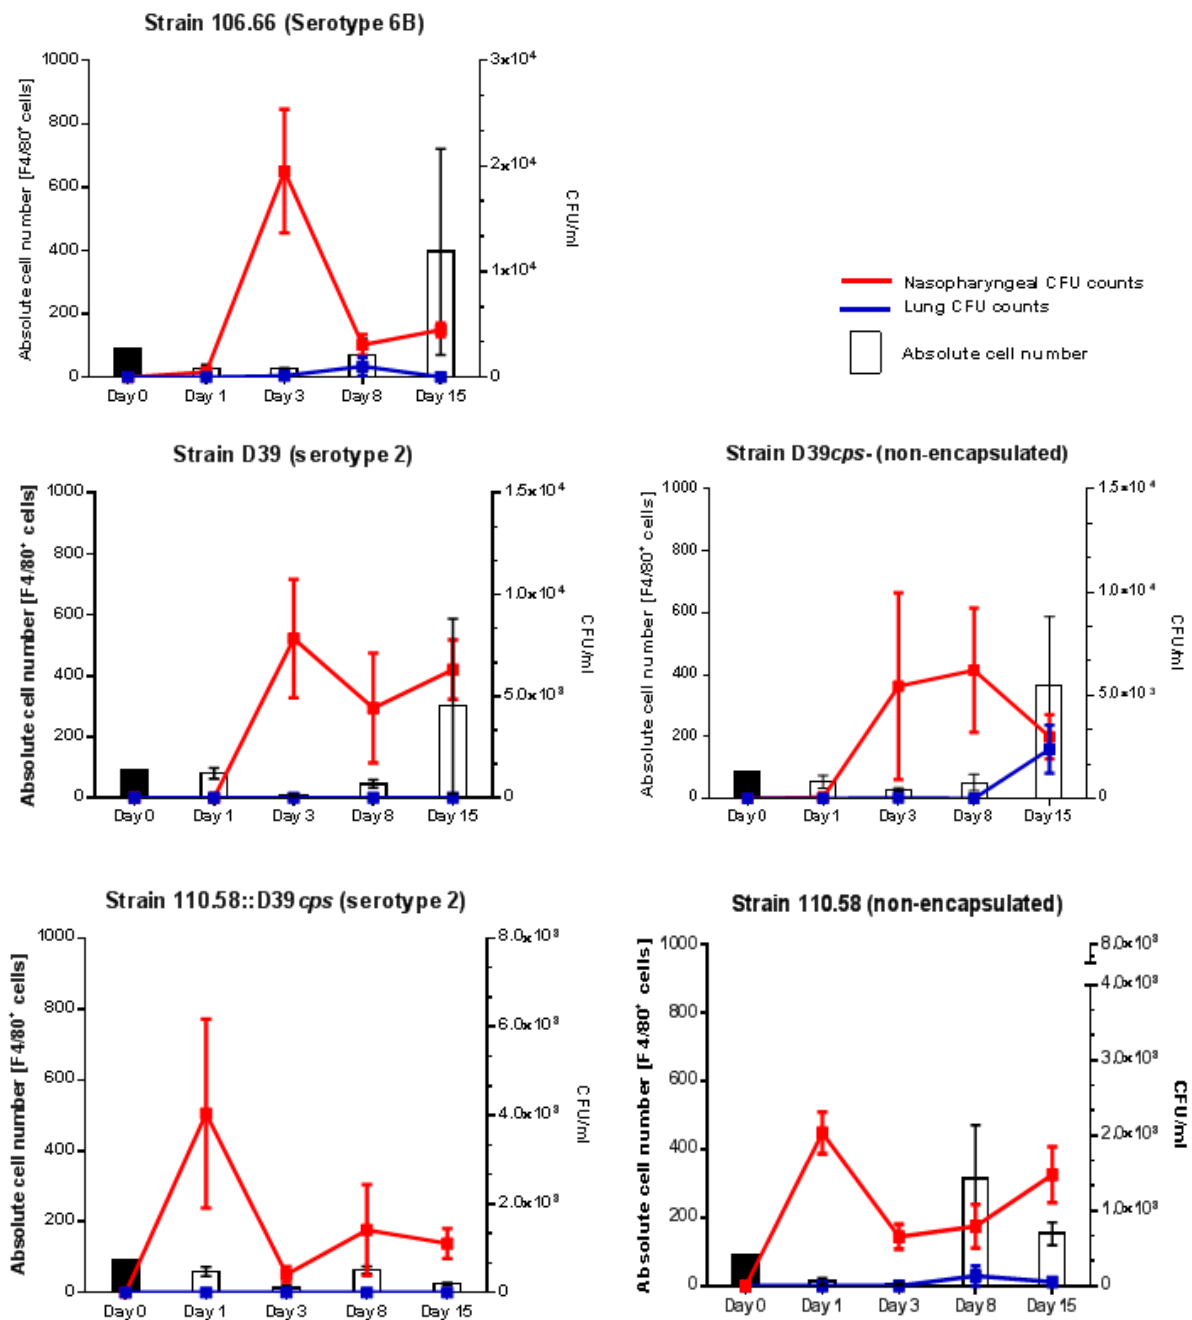 Strain 106.66 (Serotype 6B)
Absolute cell number [F4/80⁺ cells]
1000
800
600
400
200
0
3x10⁴
2x10⁴
1x10⁴
0
CFU/ml
Day 0 Day 1 Day 3 Day 8 Day 15
Nasopharyngeal CFU counts
Lung CFU counts
Absolute cell number
Strain D39 (serotype 2)
Absolute cell number [F4/80⁺ cells]
1000
800
600
400
200
0
1.5x10⁴
1.0x10⁴
5.0x10³
0
CFU/ml
Day 0 Day 1 Day 3 Day 8 Day 15
Strain D39cps- (non-encapsulated)
Absolute cell number [F4/80⁺ cells]
1000
800
600
400
200
0
1.5x10⁴
1.0x10⁴
5.0x10³
0
CFU/ml
Day 0 Day 1 Day 3 Day 8 Day 15
Strain 110.58::D39cps (serotype 2)
Absolute cell number [F4/80⁺ cells]
1000
800
600
400
200
0
8.0x10³
6.0x10³
4.0x10³
2.0x10³
0
CFU/ml
Day 0 Day 1 Day 3 Day 8 Day 15
Strain 110.58 (non-encapsulated)
Absolute cell number [F4/80⁺ cells]
1000
800
600
400
200
0
8.0x10³
4.0x10³
3.0x10³
2.0x10³
1.0x10³
0
CFU/ml
Day 0 Day 1 Day 3 Day 8 Day 15